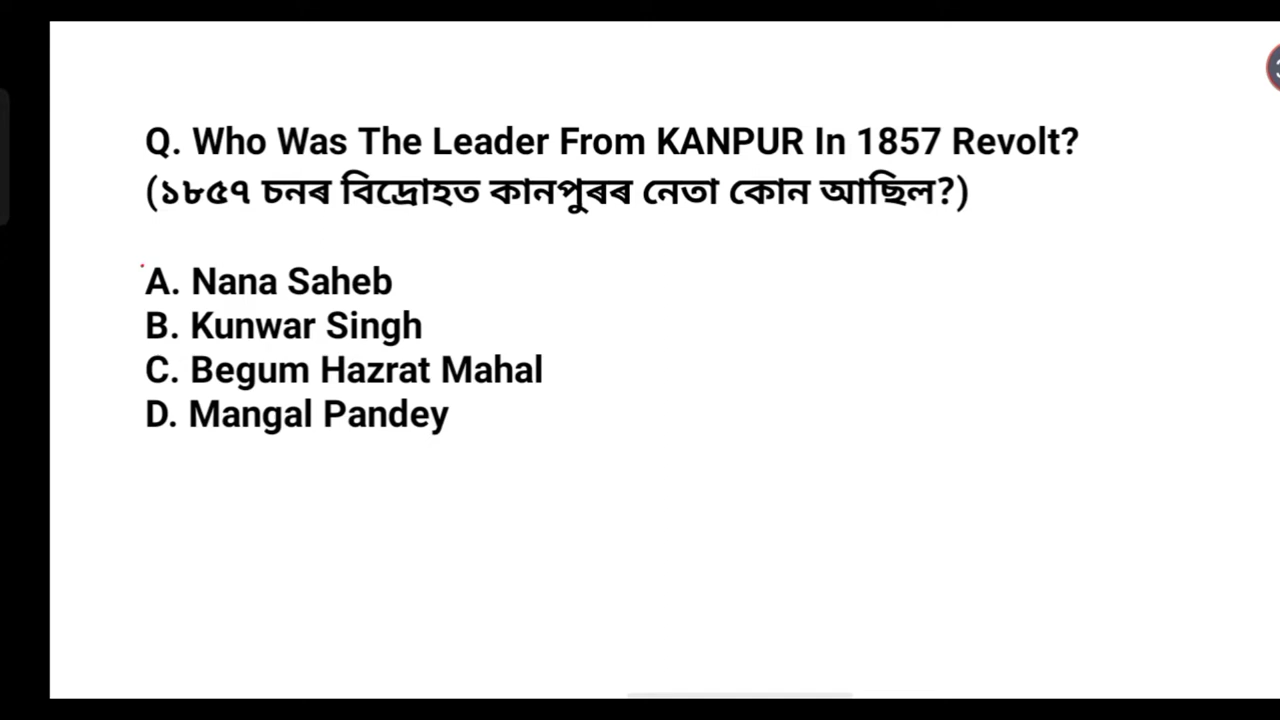 Q. Who Was The Leader From KANPUR In 1857 Revolt?
(১৮৫৭ চনৰ বিদ্ৰোহত কানপুৰৰ নেতা কোন আছিল?)
A. Nana Saheb
B. Kunwar Singh
C. Begum Hazrat Mahal
D. Mangal Pandey